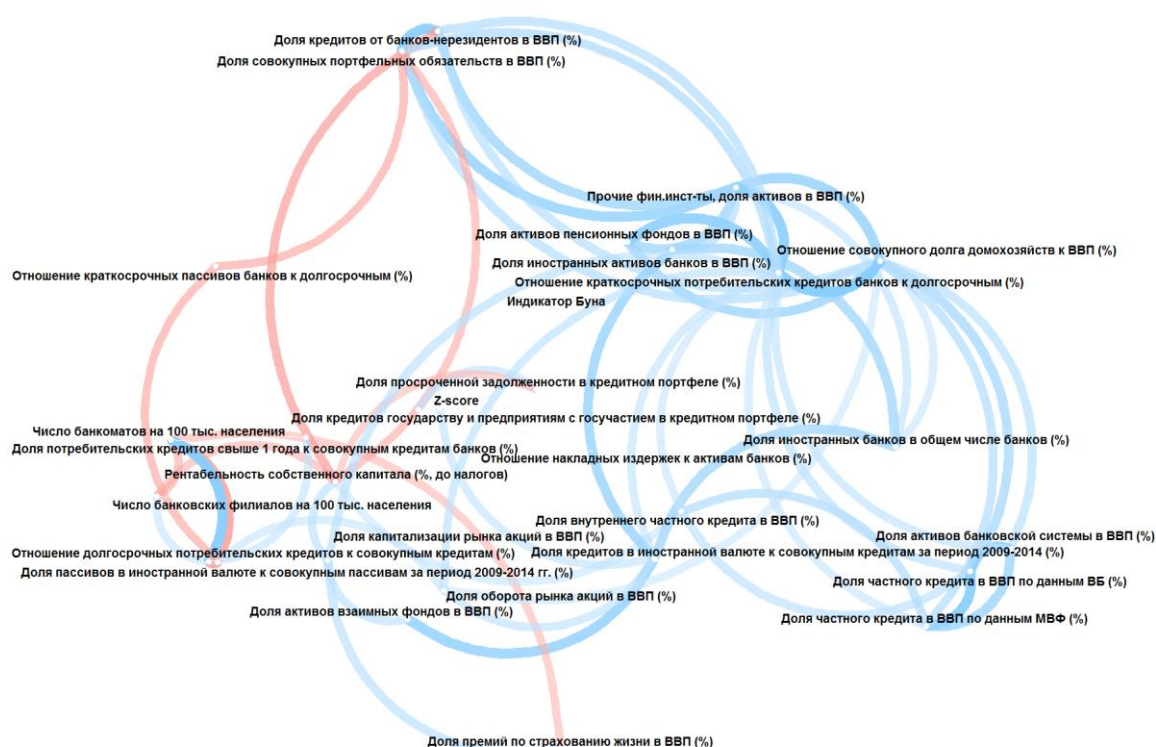 Доля кредитов от банков-нерезидентов в ВВП (%)
Доля совокупных портфельных обязательств в ВВП (%)
Прочие фин.инст-ты, доля активов в ВВП (%)
Доля активов пенсионных фондов в ВВП (%)
Отношение совокупного долга домохозяйств к ВВП (%)
Доля иностранных активов банков в ВВП (%)
Отношение краткосрочных пассивов банков к долгосрочным (%)
Отношение краткосрочных потребительских кредитов банков к долгосрочным (%)
Индикатор Буна
Доля просроченной задолженности в кредитном портфеле (%)
Z-score
Доля кредитов государству и предприятиям с госучастием в кредитном портфеле (%)
Число банкоматов на 100 тыс. населения
Доля иностранных банков в общем числе банков (%)
Доля потребительских кредитов свыше 1 года к совокупным кредитам банков (%)
Отношение накладных издержек к активам банков (%)
Рентабельность собственного капитала (%, до налогов)
Число банковских филиалов на 100 тыс. населения
Доля внутреннего частного кредита в ВВП (%)
Доля капитализации рынка акций в ВВП (%)
Доля активов банковской системы в ВВП (%)
Отношение долгосрочных потребительских кредитов к совокупным кредитам (%)
Доля кредитов в иностранной валюте к совокупным кредитам за период 2009-2014 (%)
Доля пассивов в иностранной валюте к совокупным пассивам за период 2009-2014 гг. (%)
Доля частного кредита в ВВП по данным ВБ (%)
Доля оборота рынка акций в ВВП (%)
Доля активов взаимных фондов в ВВП (%)
Доля частного кредита в ВВП по данным МВФ (%)
Доля премий по страхованию жизни в ВВП (%)